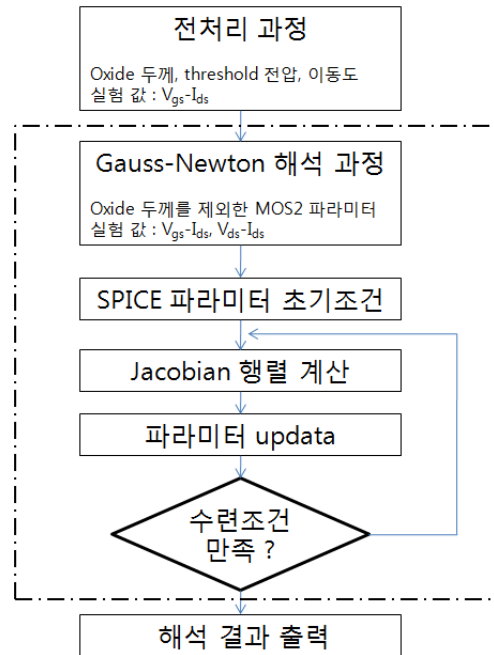 전처리 과정
Oxide 두께, threshold 전압, 이동도
실험 값 : Vgs-Ids
Gauss-Newton 해석 과정
Oxide 두께를 제외한 MOS2 파라미터
실험 값 : Vgs-Ids, Vds-Ids
SPICE 파라미터 초기조건
Jacobian 행렬 계산
파라미터 updata
수련조건
만족 ?
해석 결과 출력